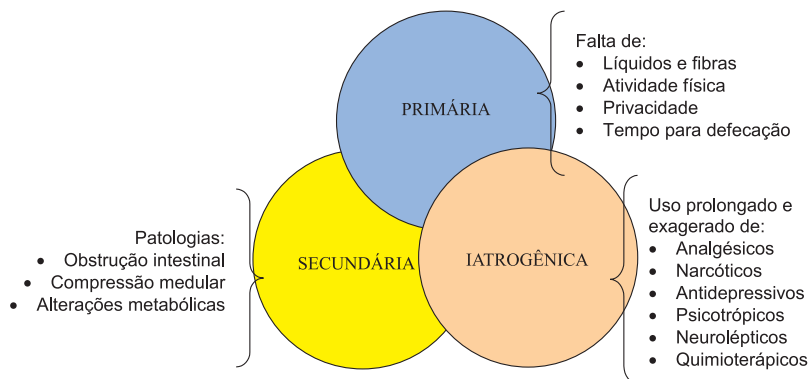 PRIMÁRIA
Falta de:
• Líquidos e fibras
• Atividade física
• Privacidade
• Tempo para defecação
Patologias:
• Obstrução intestinal
• Compressão medular
• Alterações metabólicas
SECUNDÁRIA
IATROGÊNICA
Uso prolongado e
exagerado de:
• Analgésicos
• Narcóticos
• Antidepressivos
• Psicotrópicos
• Neurolépticos
• Quimioterápicos